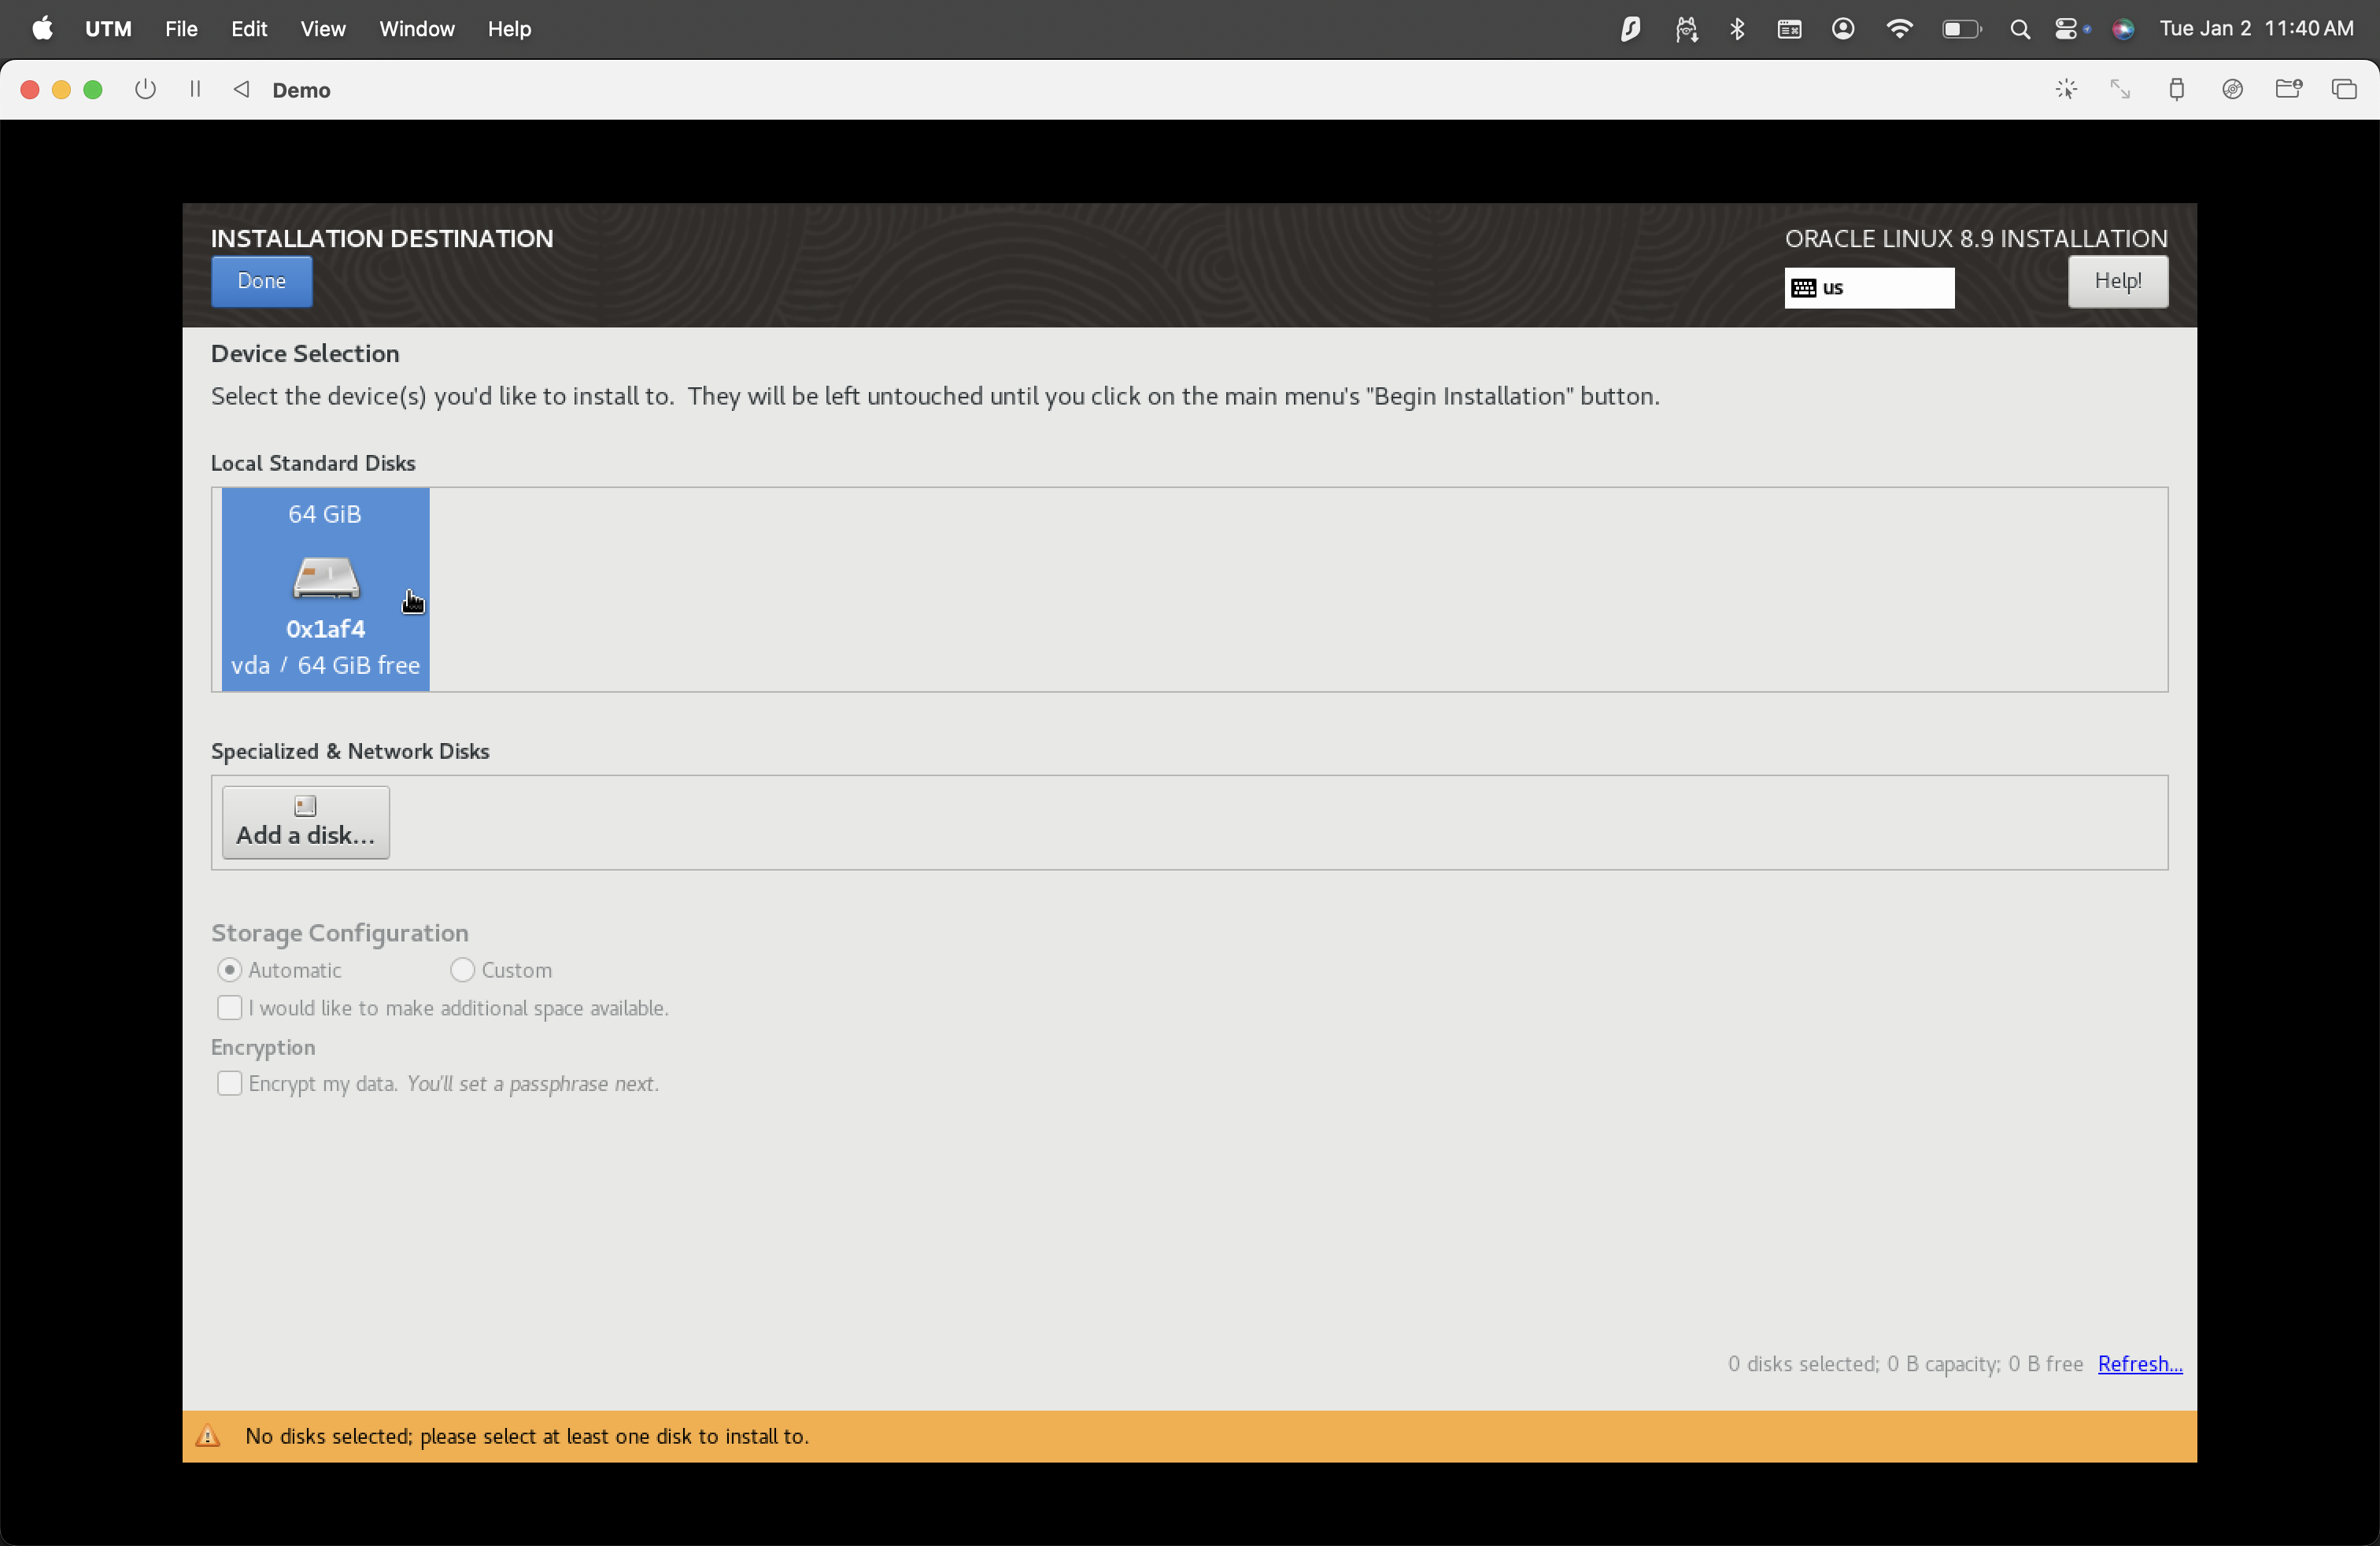 UTM File Edit View Window Help Tue Jan 2 11:40 AM
Demo
INSTALLATION DESTINATION ORACLE LINUX 8.9 INSTALLATION
Done us Help!
Device Selection
Select the device(s) you'd like to install to. They will be left untouched until you click on the main menu's "Begin Installation" button.
Local Standard Disks
64 GiB
0x1af4
vda / 64 GiB free
Specialized & Network Disks
Add a disk...
Storage Configuration
Automatic Custom
I would like to make additional space available.
Encryption
Encrypt my data. You'll set a passphrase next.
0 disks selected; 0 B capacity; 0 B free Refresh...
No disks selected; please select at least one disk to install to.